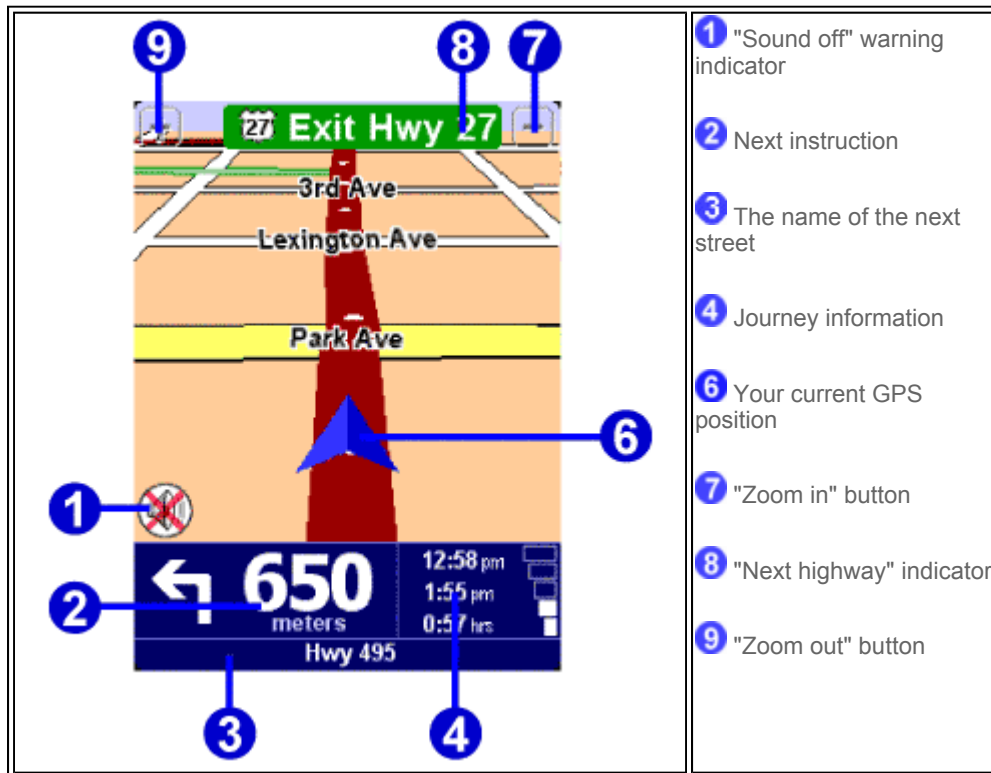 9 8 7
27 Exit Hwy 27
3rd Ave
Lexington Ave
Park Ave
6
1
2
650
meters
12:58 pm
1:55 pm
0:57 hrs
Hwy 495
3 4
1 "Sound off" warning
indicator
2 Next instruction
3 The name of the next
street
4 Journey information
6 Your current GPS
position
7 "Zoom in" button
8 "Next highway" indicator
9 "Zoom out" button